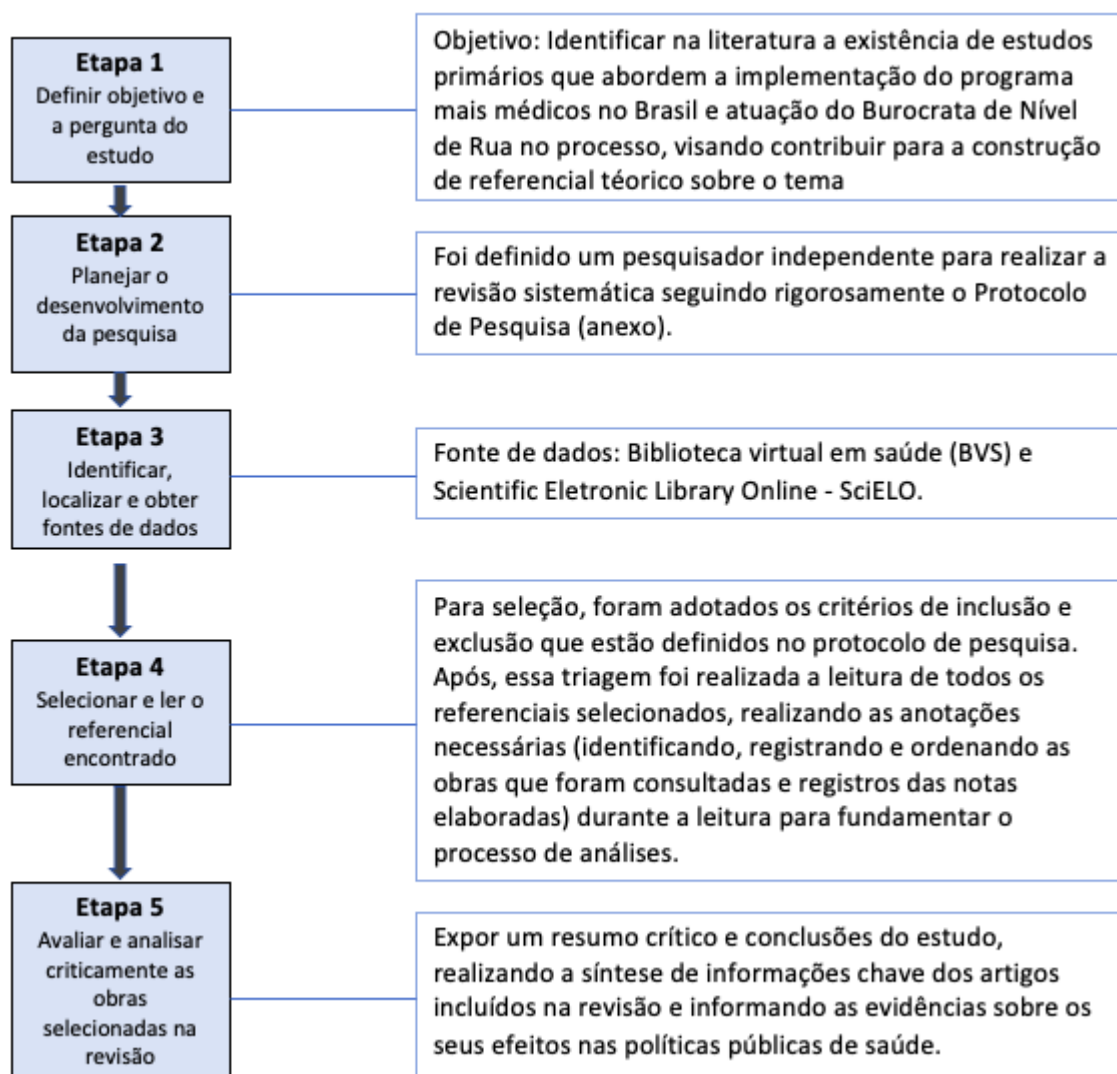 Etapa 1
Definir objetivo e
a pergunta do
estudo
Objetivo: Identificar na literatura a existência de estudos
primários que abordem a implementação do programa
mais médicos no Brasil e atuação do Burocrata de Nível
de Rua no processo, visando contribuir para a construção
de referencial téorico sobre o tema
Etapa 2
Planejar o
desenvolvimento
da pesquisa
Foi definido um pesquisador independente para realizar a
revisão sistemática seguindo rigorosamente o Protocolo
de Pesquisa (anexo).
Etapa 3
Identificar,
localizar e obter
fontes de dados
Fonte de dados: Biblioteca virtual em saúde (BVS) e
Scientific Eletronic Library Online - SciELO.
Etapa 4
Selecionar e ler o
referencial
encontrado
Para seleção, foram adotados os critérios de inclusão e
exclusão que estão definidos no protocolo de pesquisa.
Após, essa triagem foi realizada a leitura de todos os
referenciais selecionados, realizando as anotações
necessárias (identificando, registrando e ordenando as
obras que foram consultadas e registros das notas
elaboradas) durante a leitura para fundamentar o
processo de análises.
Etapa 5
Avaliar e analisar
criticamente as
obras
selecionadas na
revisão
Expor um resumo crítico e conclusões do estudo,
realizando a síntese de informações chave dos artigos
incluídos na revisão e informando as evidências sobre os
seus efeitos nas políticas públicas de saúde.